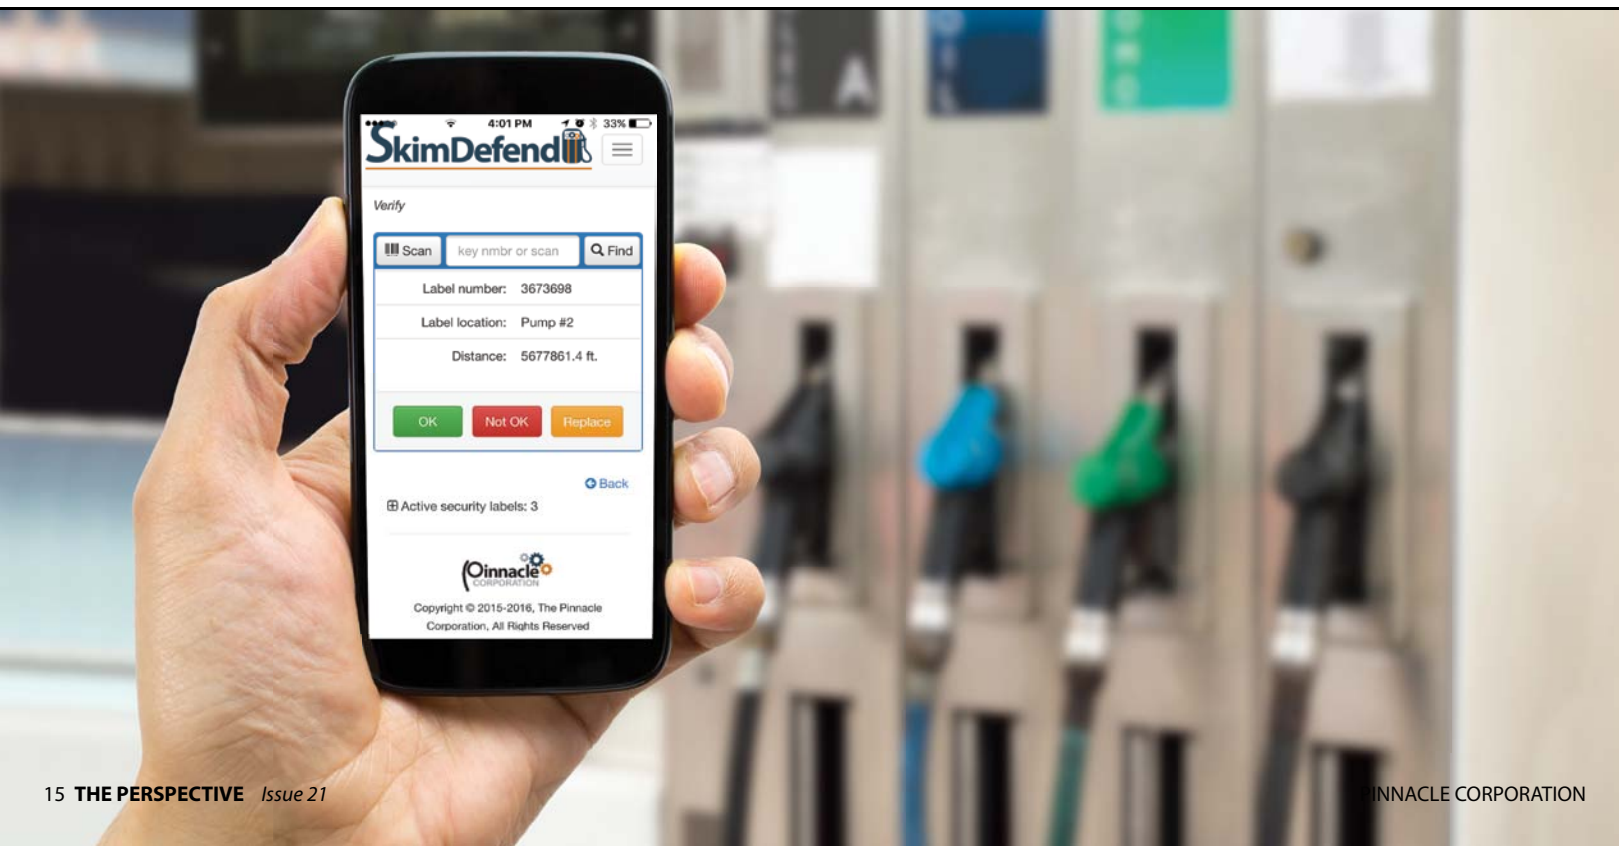 4:01 PM 33%
SkimDefend
Verify
Scan key nmbr or scan Find
Label number: 3673698
Label location: Pump #2
Distance: 5677861.4 ft.
OK Not OK Replace
Back
Active security labels: 3
Pinnacle
CORPORATION
Copyright © 2015-2016, The Pinnacle
Corporation, All Rights Reserved
A
OIL
15 THE PERSPECTIVE Issue 21
PINNACLE CORPORATION